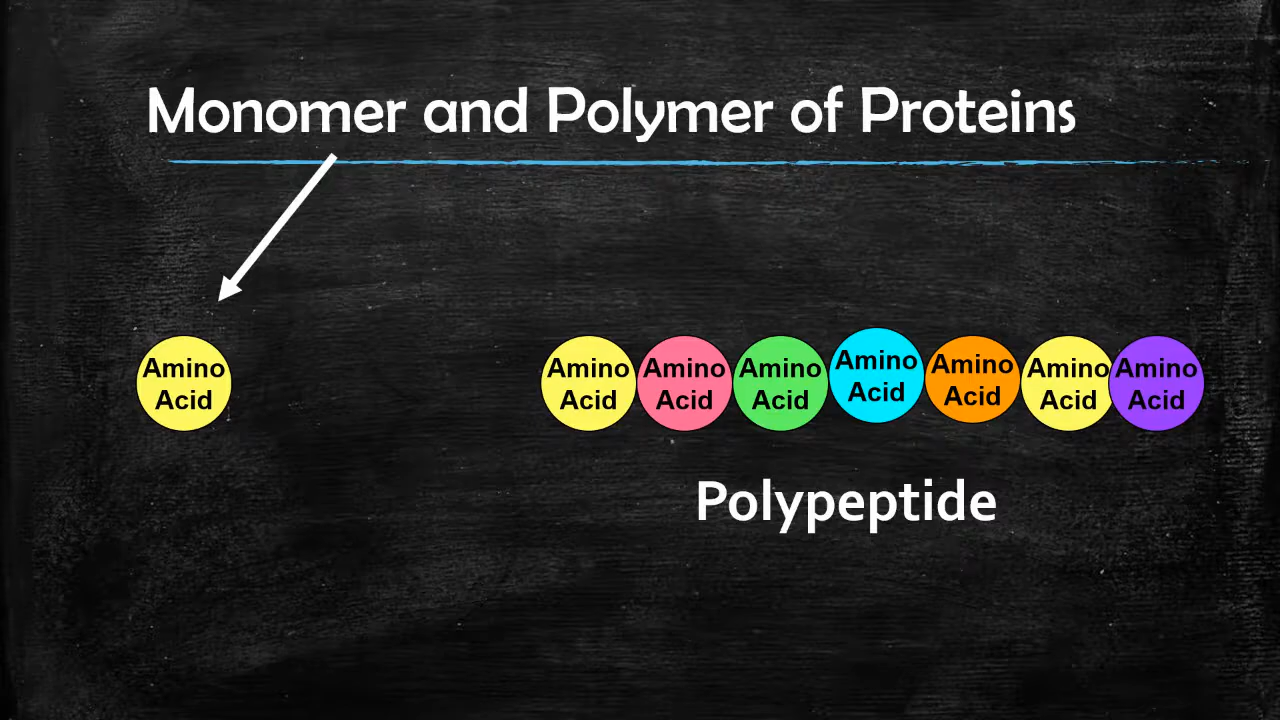 Monomer and Polymer of Proteins
Amino
Acid
Amino
Acid
Amino
Acid
Amino
Acid
Amino
Acid
Amino
Acid
Amino
Acid
Amino
Acid
Polypeptide